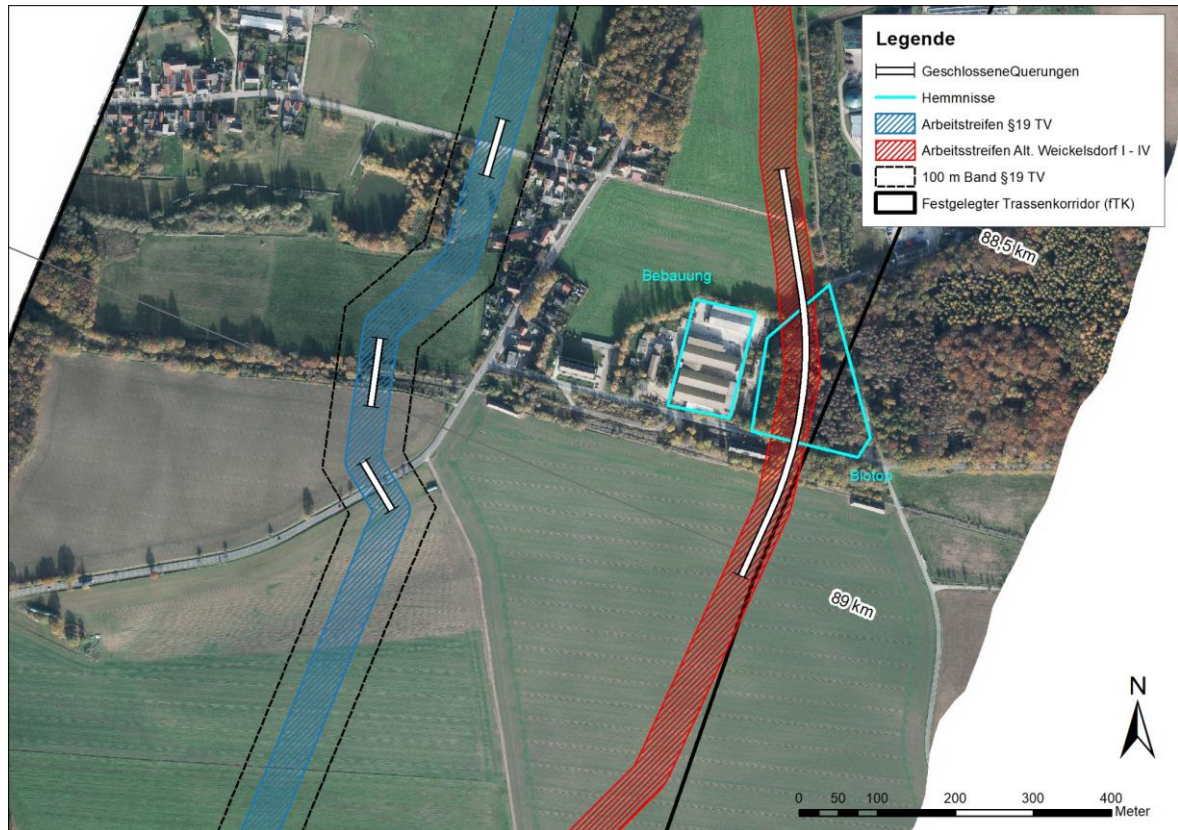 Legende
GeschlosseneQuerungen
Hemmnisse
Arbeitstreifen §19 TV
Arbeitsstreifen Alt. Weickelsdorf I - IV
100 m Band §19 TV
Festgelegter Trassenkorridor (fTK)
88,5 km
Bebauung
Biotop
89 km
N
0 50 100 200 300 400
Meter